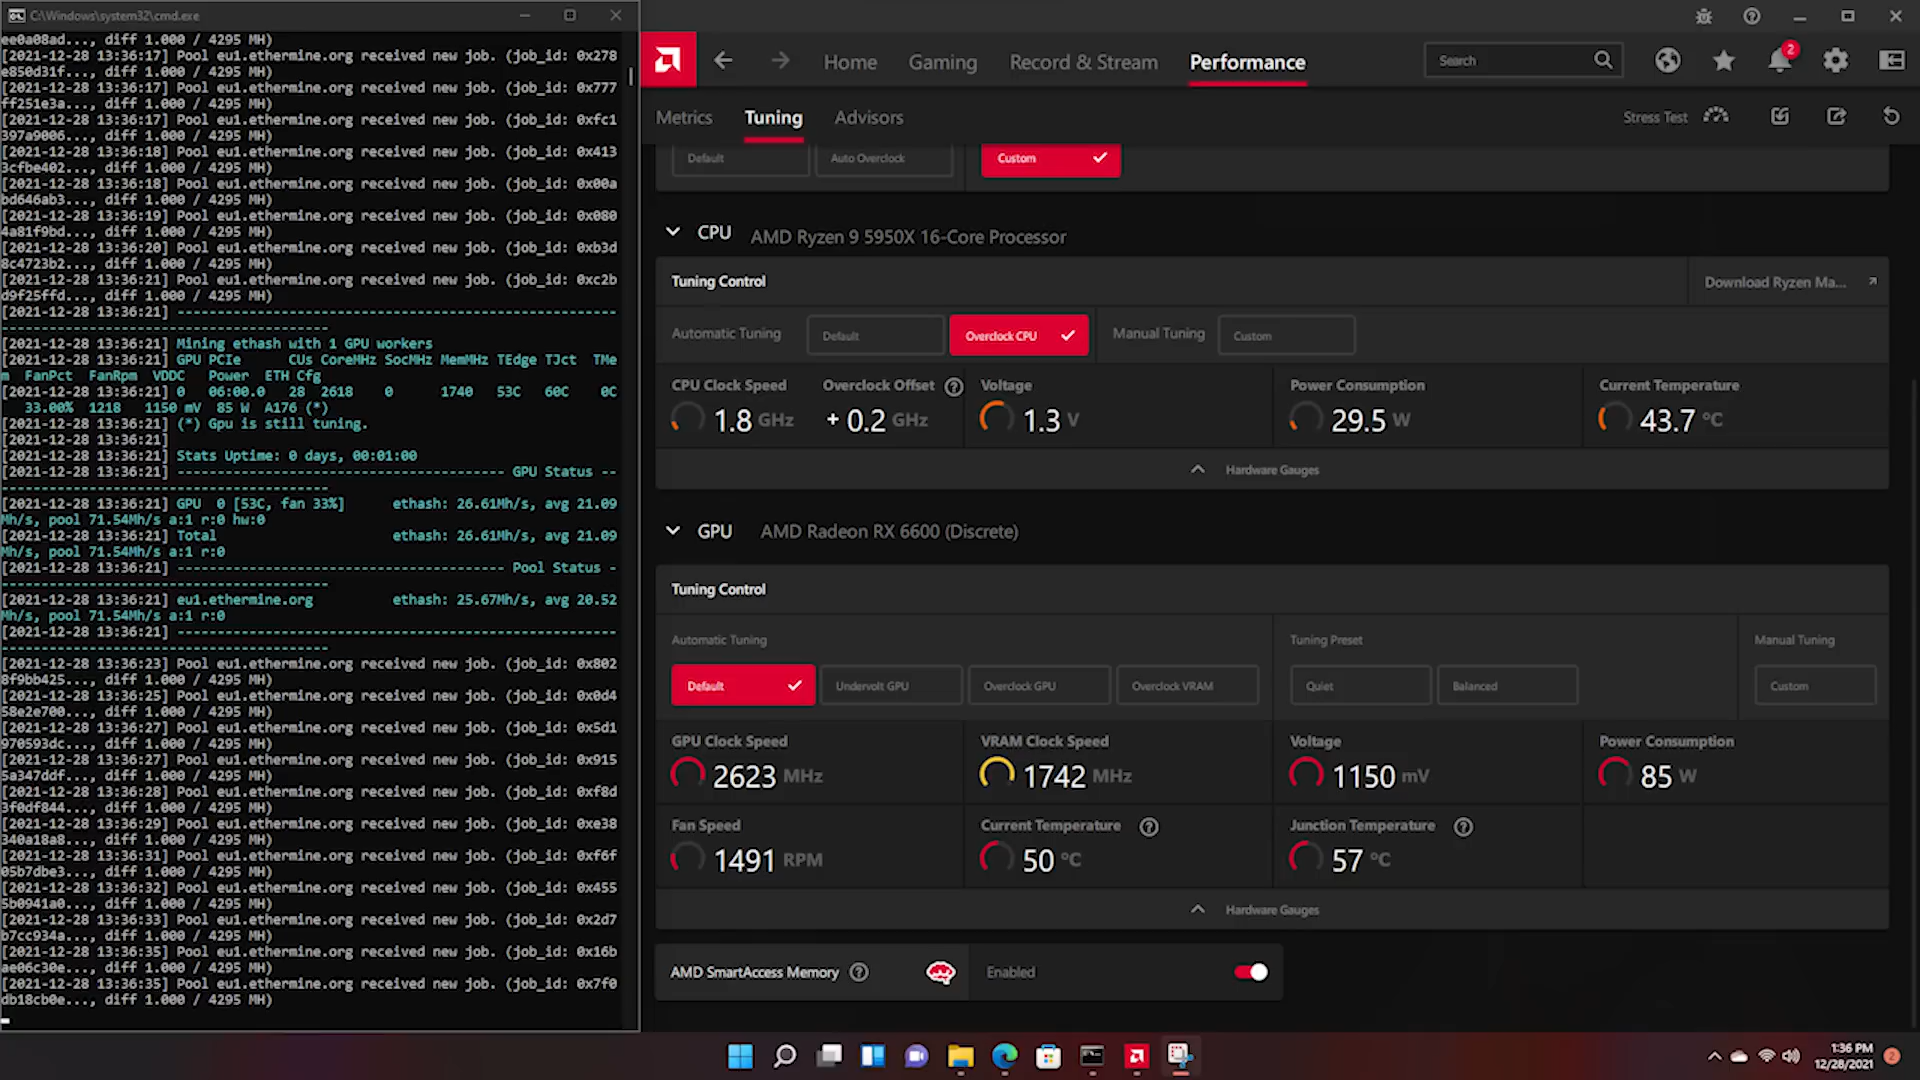 C:\Windows\system32\cmd.exe
ee0a08ad..., diff 1.000 / 4295 MH)
[2021-12-28 13:36:17] Pool eu1.ethermine.org received new job. (job_id: 0x278
e850d31f..., diff 1.000 / 4295 MH)
[2021-12-28 13:36:17] Pool eu1.ethermine.org received new job. (job_id: 0x777
ff251e3a..., diff 1.000 / 4295 MH)
[2021-12-28 13:36:17] Pool eu1.ethermine.org received new job. (job_id: 0xfc1
397a9006..., diff 1.000 / 4295 MH)
[2021-12-28 13:36:18] Pool eu1.ethermine.org received new job. (job_id: 0x413
3cfbe402..., diff 1.000 / 4295 MH)
[2021-12-28 13:36:18] Pool eu1.ethermine.org received new job. (job_id: 0x00a
bd646ab3..., diff 1.000 / 4295 MH)
[2021-12-28 13:36:19] Pool eu1.ethermine.org received new job. (job_id: 0x080
4a81f9bd..., diff 1.000 / 4295 MH)
[2021-12-28 13:36:20] Pool eu1.ethermine.org received new job. (job_id: 0xb3d
8c4723b2..., diff 1.000 / 4295 MH)
[2021-12-28 13:36:21] Pool eu1.ethermine.org received new job. (job_id: 0xc2b
d9f25ffd..., diff 1.000 / 4295 MH)
[2021-12-28 13:36:21] -------------------------------------------------------
-----------------------------------------
[2021-12-28 13:36:21] Mining ethash with 1 GPU workers
[2021-12-28 13:36:21] GPU PCIe      CUs CoreMHz SocMHz MemMHz TEdge TJct  TMe
m  FanPct  FanRpm  VDDC   Power  ETH Cfg
[2021-12-28 13:36:21] 0   06:00.0   28  2618    0      1740   53C   60C    0C
   33.00%  1218   1150 mV  85 W  A176 (*)
[2021-12-28 13:36:21] (*) Gpu is still tuning.
[2021-12-28 13:36:21]
[2021-12-28 13:36:21] Stats Uptime: 0 days, 00:01:00
[2021-12-28 13:36:21] ----------------------------------------- GPU Status --
-----------------------------------------
[2021-12-28 13:36:21] GPU  0 [53C, fan 33%]      ethash: 26.61Mh/s, avg 21.09
Mh/s, pool 71.54Mh/s a:1 r:0 hw:0
[2021-12-28 13:36:21] Total                      ethash: 26.61Mh/s, avg 21.09
Mh/s, pool 71.54Mh/s a:1 r:0
[2021-12-28 13:36:21] ----------------------------------------- Pool Status -
-----------------------------------------
[2021-12-28 13:36:21] eu1.ethermine.org          ethash: 25.67Mh/s, avg 20.52
Mh/s, pool 71.54Mh/s a:1 r:0
[2021-12-28 13:36:21] -------------------------------------------------------
-----------------------------------------
[2021-12-28 13:36:23] Pool eu1.ethermine.org received new job. (job_id: 0x802
8f9bb425..., diff 1.000 / 4295 MH)
[2021-12-28 13:36:25] Pool eu1.ethermine.org received new job. (job_id: 0x0d4
58e2e700..., diff 1.000 / 4295 MH)
[2021-12-28 13:36:27] Pool eu1.ethermine.org received new job. (job_id: 0x5d1
970593dc..., diff 1.000 / 4295 MH)
[2021-12-28 13:36:27] Pool eu1.ethermine.org received new job. (job_id: 0x915
5a347ddf..., diff 1.000 / 4295 MH)
[2021-12-28 13:36:28] Pool eu1.ethermine.org received new job. (job_id: 0xf8d
3f0df844..., diff 1.000 / 4295 MH)
[2021-12-28 13:36:29] Pool eu1.ethermine.org received new job. (job_id: 0xe38
340a18a8..., diff 1.000 / 4295 MH)
[2021-12-28 13:36:31] Pool eu1.ethermine.org received new job. (job_id: 0xf6f
05b7dbe3..., diff 1.000 / 4295 MH)
[2021-12-28 13:36:32] Pool eu1.ethermine.org received new job. (job_id: 0x455
5b0941a0..., diff 1.000 / 4295 MH)
[2021-12-28 13:36:33] Pool eu1.ethermine.org received new job. (job_id: 0x2d7
b7cc934a..., diff 1.000 / 4295 MH)
[2021-12-28 13:36:35] Pool eu1.ethermine.org received new job. (job_id: 0x16b
ae06c30e..., diff 1.000 / 4295 MH)
[2021-12-28 13:36:35] Pool eu1.ethermine.org received new job. (job_id: 0x7f0
db18cb0e..., diff 1.000 / 4295 MH)
Home Gaming Record & Stream Performance Search 2
Metrics Tuning Advisors Stress Test
Default Auto Overclock Custom
CPU AMD Ryzen 9 5950X 16-Core Processor
Tuning Control Download Ryzen Ma...
Automatic Tuning Default Overclock CPU Manual Tuning Custom
CPU Clock Speed Overclock Offset Voltage Power Consumption Current Temperature
1.8 GHz + 0.2 GHz 1.3 V 29.5 W 43.7 °C
Hardware Gauges
GPU AMD Radeon RX 6600 (Discrete)
Tuning Control
Automatic Tuning Tuning Preset Manual Tuning
Default Undervolt GPU Overclock GPU Overclock VRAM Quiet Balanced Custom
GPU Clock Speed VRAM Clock Speed Voltage Power Consumption
2623 MHz 1742 MHz 1150 mV 85 W
Fan Speed Current Temperature Junction Temperature
1491 RPM 50 °C 57 °C
Hardware Gauges
AMD SmartAccess Memory Enabled
1:36 PM
12/28/2021 2